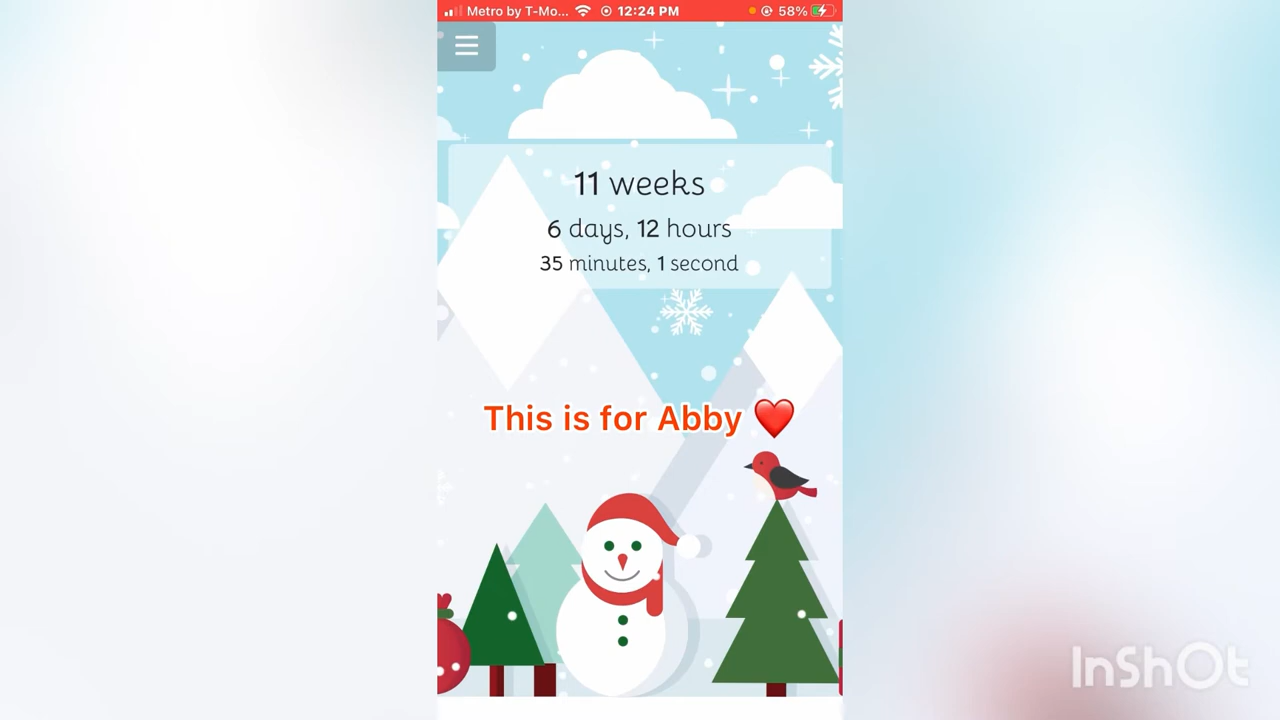 Metro by T-Mo... 12:24 PM 58%
11 weeks
6 days, 12 hours
35 minutes, 1 second
This is for Abby ❤️
InShOt